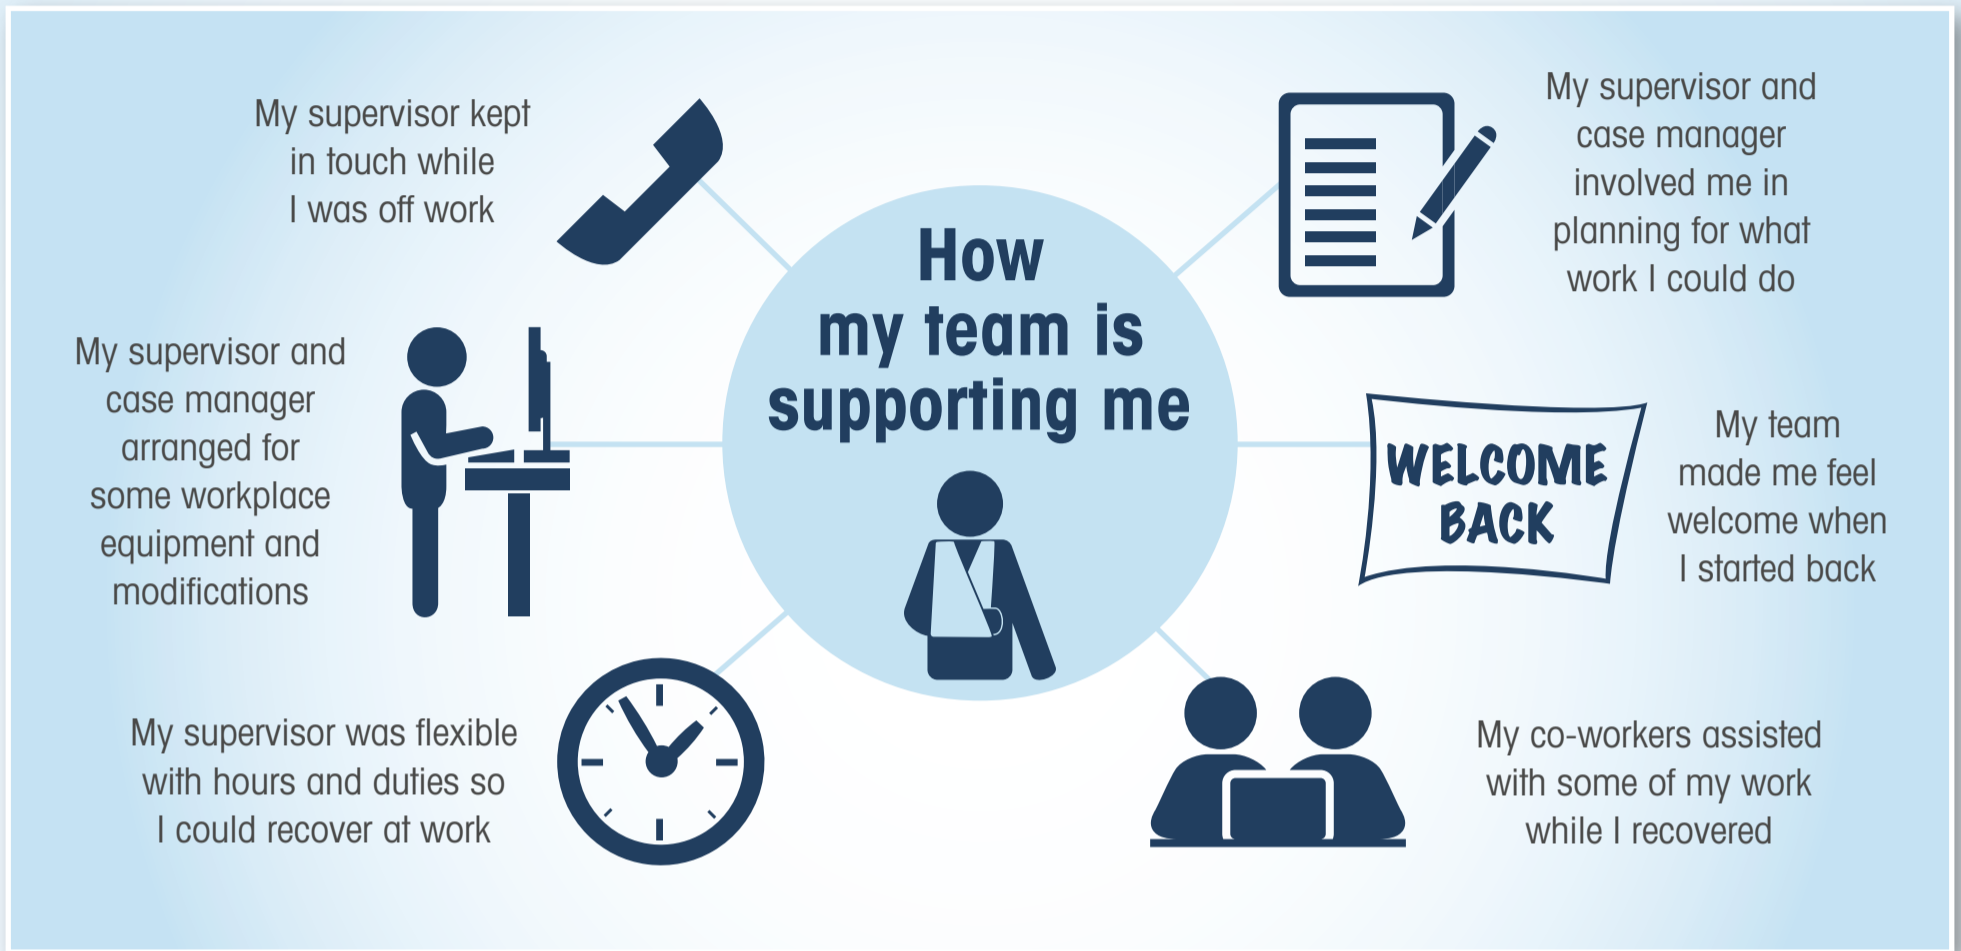 How
my team is
supporting me
My supervisor kept
in touch while
I was off work
My supervisor and
case manager
arranged for
some workplace
equipment and
modifications
My supervisor was flexible
with hours and duties so
I could recover at work
My supervisor and
case manager
involved me in
planning for what
work I could do
WELCOME
BACK
My team
made me feel
welcome when
I started back
My co-workers assisted
with some of my work
while I recovered